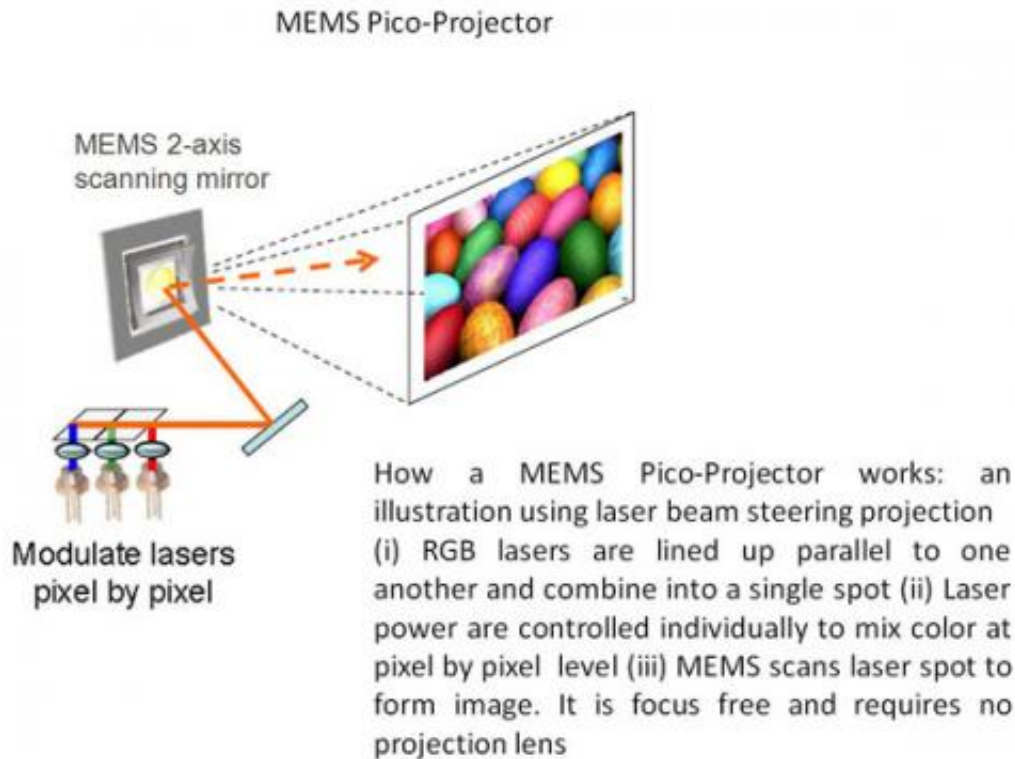 MEMS Pico-Projector
MEMS 2-axis
scanning mirror
Modulate lasers
pixel by pixel
How a MEMS Pico-Projector works: an
illustration using laser beam steering projection
(i) RGB lasers are lined up parallel to one
another and combine into a single spot (ii) Laser
power are controlled individually to mix color at
pixel by pixel level (iii) MEMS scans laser spot to
form image. It is focus free and requires no
projection lens